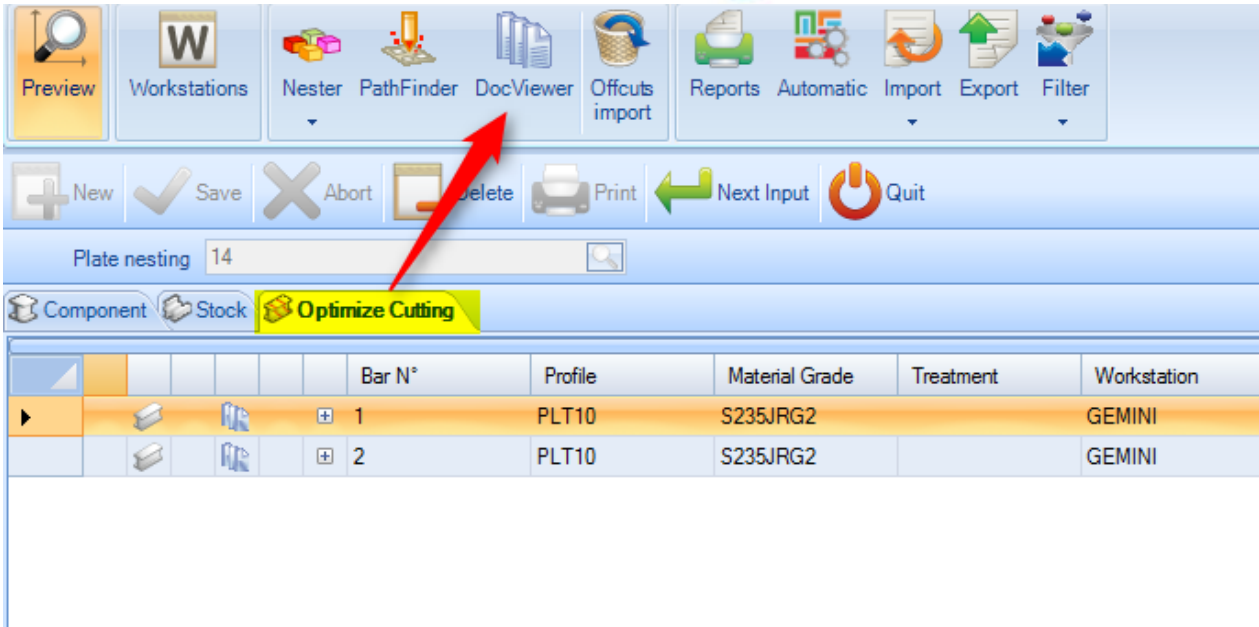 Preview Workstations Nester PathFinder DocViewer Offcuts import Reports Automatic Import Export Filter
W
New Save Abort Delete Print Next Input Quit
Plate nesting 14
Component Stock Optimize Cutting
Bar N° Profile Material Grade Treatment Workstation
1 PLT10 S235JRG2 GEMINI
2 PLT10 S235JRG2 GEMINI